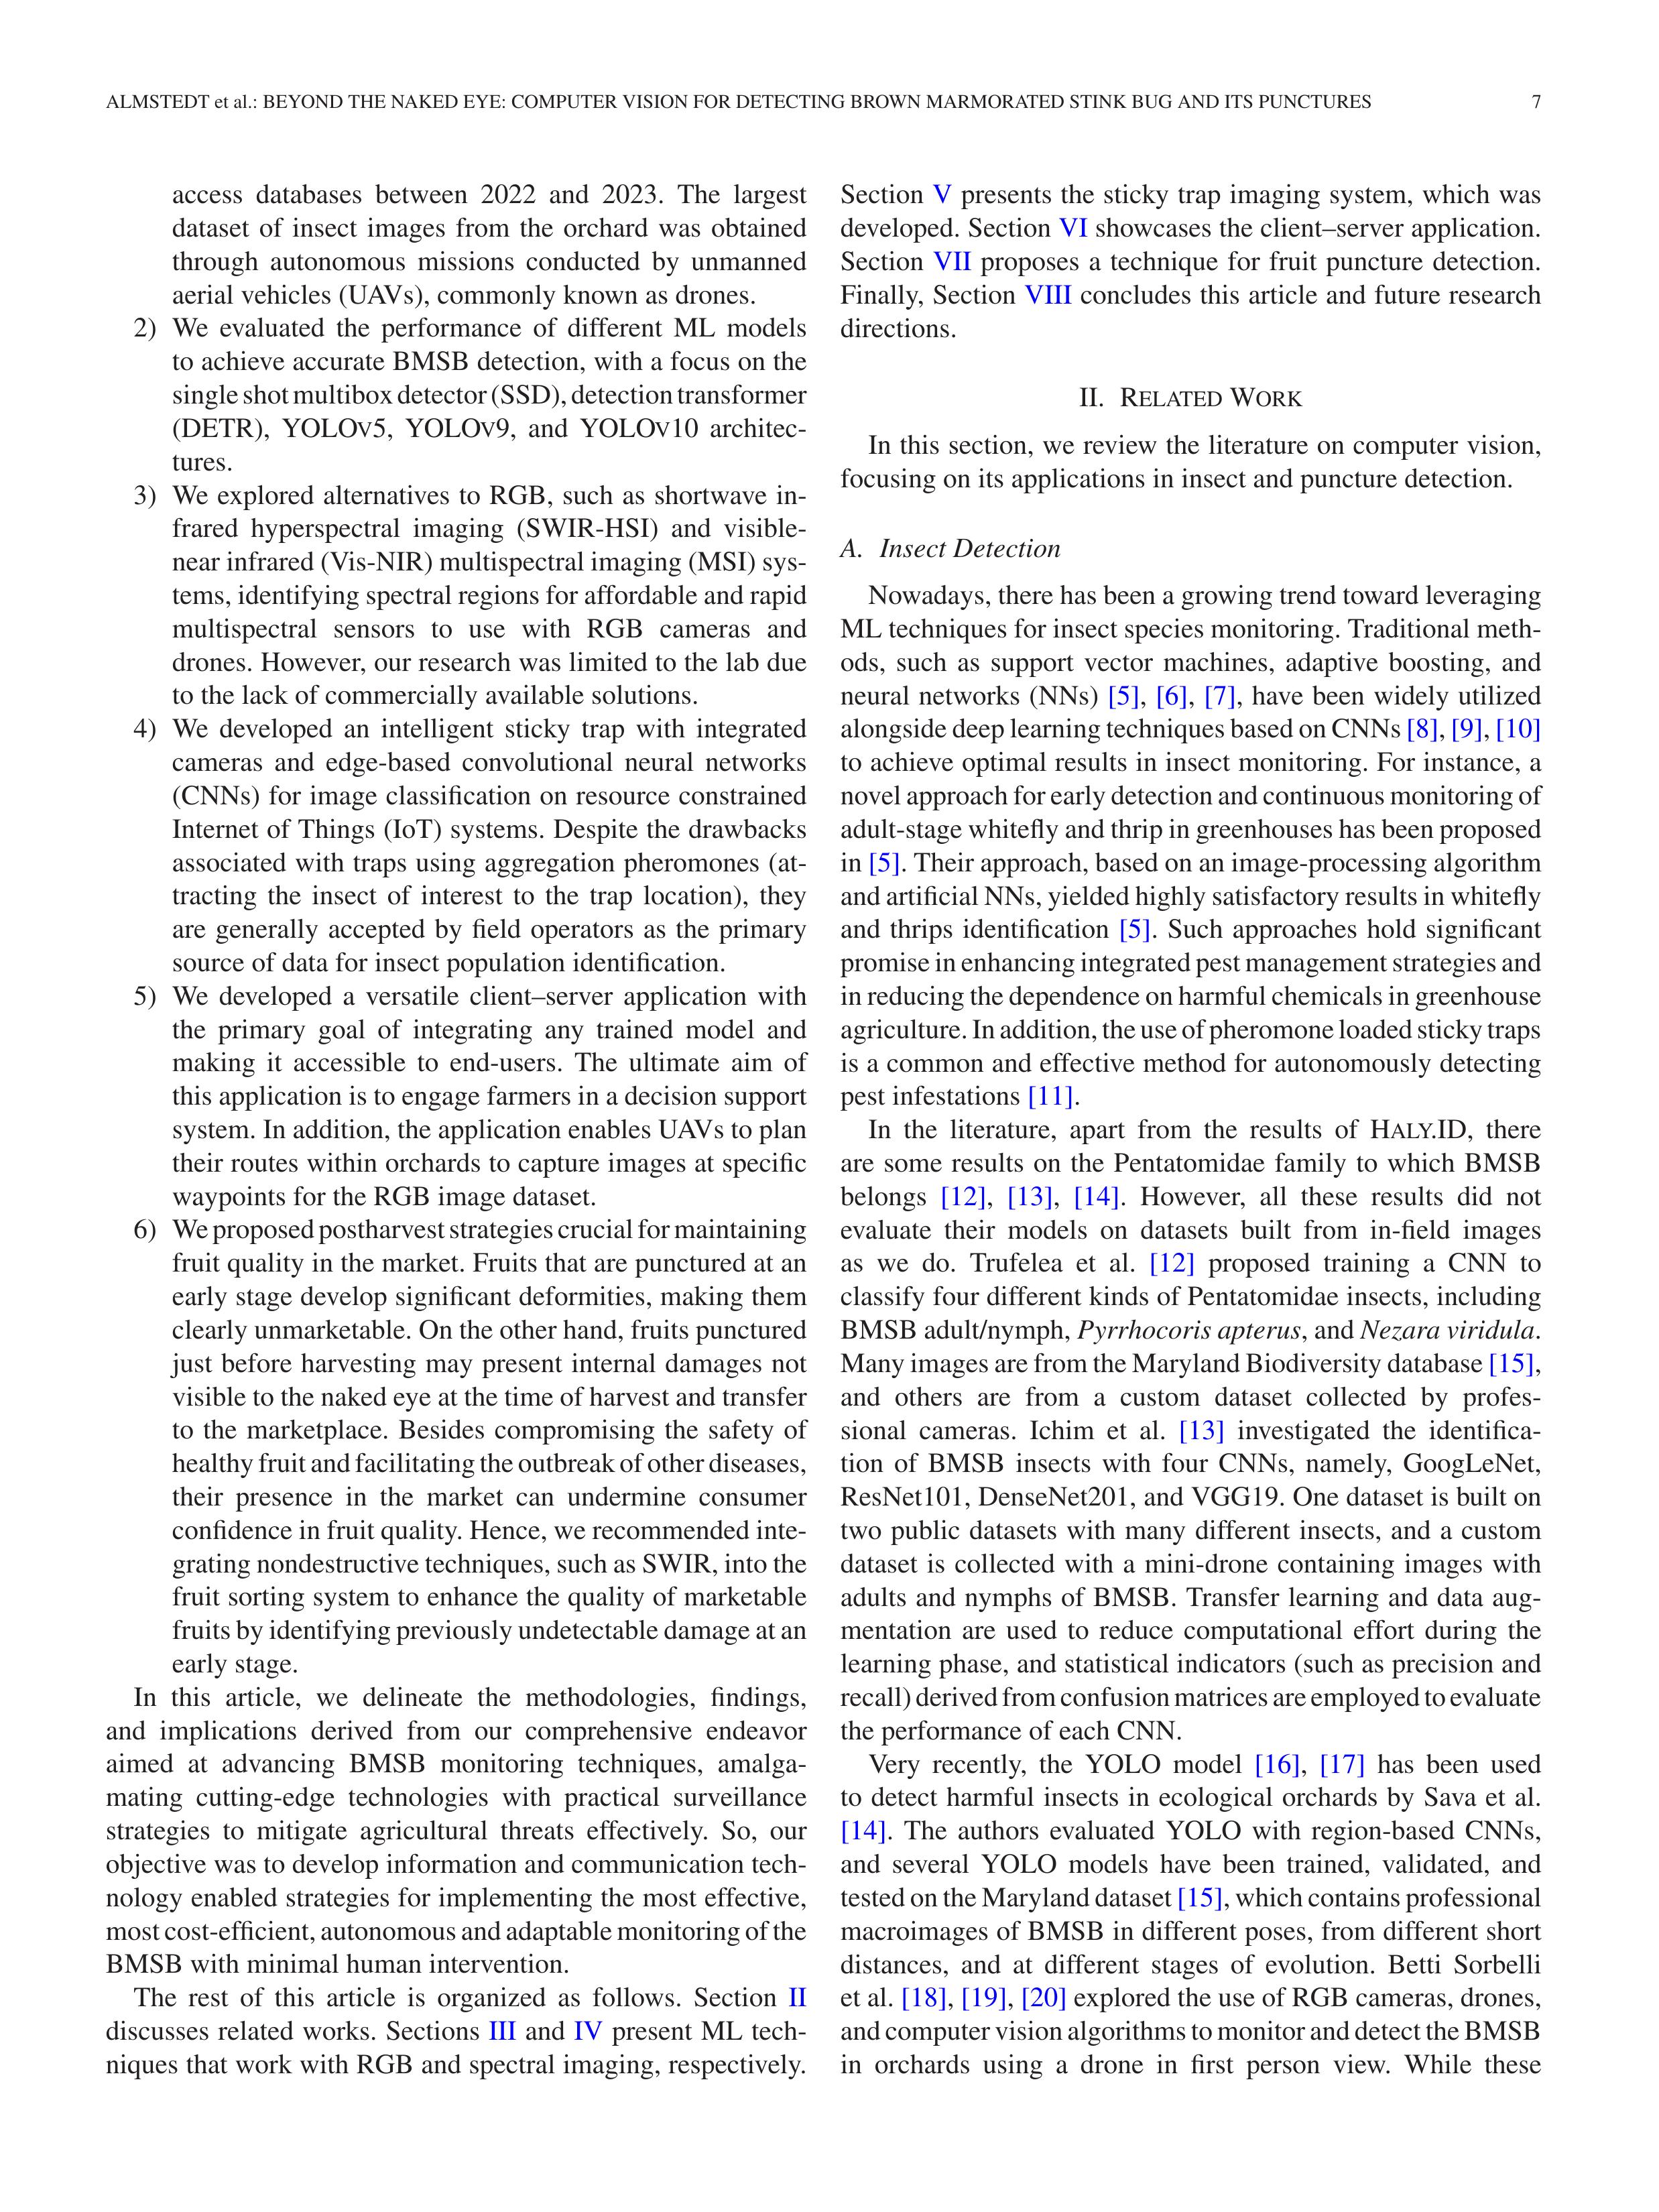 ALMSTEDT et al.: BEYOND THE NAKED EYE: COMPUTER VISION FOR DETECTING BROWN MARMORATED STINK BUG AND ITS PUNCTURES 7
access databases between 2022 and 2023. The largest
dataset of insect images from the orchard was obtained
through autonomous missions conducted by unmanned
aerial vehicles (UAVs), commonly known as drones.
2) We evaluated the performance of different ML models
to achieve accurate BMSB detection, with a focus on the
single shot multibox detector (SSD), detection transformer
(DETR), YOLOV5, YOLOV9, and YOLOV10 architec-
tures.
3) We explored alternatives to RGB, such as shortwave in-
frared hyperspectral imaging (SWIR-HSI) and visible-
near infrared (Vis-NIR) multispectral imaging (MSI) sys-
tems, identifying spectral regions for affordable and rapid
multispectral sensors to use with RGB cameras and
drones. However, our research was limited to the lab due
to the lack of commercially available solutions.
4) We developed an intelligent sticky trap with integrated
cameras and edge-based convolutional neural networks
(CNNs) for image classification on resource constrained
Internet of Things (IoT) systems. Despite the drawbacks
associated with traps using aggregation pheromones (at-
tracting the insect of interest to the trap location), they
are generally accepted by field operators as the primary
source of data for insect population identification.
5) We developed a versatile client–server application with
the primary goal of integrating any trained model and
making it accessible to end-users. The ultimate aim of
this application is to engage farmers in a decision support
system. In addition, the application enables UAVs to plan
their routes within orchards to capture images at specific
waypoints for the RGB image dataset.
6) We proposed postharvest strategies crucial for maintaining
fruit quality in the market. Fruits that are punctured at an
early stage develop significant deformities, making them
clearly unmarketable. On the other hand, fruits punctured
just before harvesting may present internal damages not
visible to the naked eye at the time of harvest and transfer
to the marketplace. Besides compromising the safety of
healthy fruit and facilitating the outbreak of other diseases,
their presence in the market can undermine consumer
confidence in fruit quality. Hence, we recommended inte-
grating nondestructive techniques, such as SWIR, into the
fruit sorting system to enhance the quality of marketable
fruits by identifying previously undetectable damage at an
early stage.
In this article, we delineate the methodologies, findings,
and implications derived from our comprehensive endeavor
aimed at advancing BMSB monitoring techniques, amalga-
mating cutting-edge technologies with practical surveillance
strategies to mitigate agricultural threats effectively. So, our
objective was to develop information and communication tech-
nology enabled strategies for implementing the most effective,
most cost-efficient, autonomous and adaptable monitoring of the
BMSB with minimal human intervention.
The rest of this article is organized as follows. Section II
discusses related works. Sections III and IV present ML tech-
niques that work with RGB and spectral imaging, respectively.
Section V presents the sticky trap imaging system, which was
developed. Section VI showcases the client–server application.
Section VII proposes a technique for fruit puncture detection.
Finally, Section VIII concludes this article and future research
directions.
II. RELATED WORK
In this section, we review the literature on computer vision,
focusing on its applications in insect and puncture detection.
A. Insect Detection
Nowadays, there has been a growing trend toward leveraging
ML techniques for insect species monitoring. Traditional meth-
ods, such as support vector machines, adaptive boosting, and
neural networks (NNs) [5], [6], [7], have been widely utilized
alongside deep learning techniques based on CNNs [8], [9], [10]
to achieve optimal results in insect monitoring. For instance, a
novel approach for early detection and continuous monitoring of
adult-stage whitefly and thrip in greenhouses has been proposed
in [5]. Their approach, based on an image-processing algorithm
and artificial NNs, yielded highly satisfactory results in whitefly
and thrips identification [5]. Such approaches hold significant
promise in enhancing integrated pest management strategies and
in reducing the dependence on harmful chemicals in greenhouse
agriculture. In addition, the use of pheromone loaded sticky traps
is a common and effective method for autonomously detecting
pest infestations [11].
In the literature, apart from the results of HALY.ID, there
are some results on the Pentatomidae family to which BMSB
belongs [12], [13], [14]. However, all these results did not
evaluate their models on datasets built from in-field images
as we do. Trufelea et al. [12] proposed training a CNN to
classify four different kinds of Pentatomidae insects, including
BMSB adult/nymph, Pyrrhocoris apterus, and Nezara viridula.
Many images are from the Maryland Biodiversity database [15],
and others are from a custom dataset collected by profes-
sional cameras. Ichim et al. [13] investigated the identifica-
tion of BMSB insects with four CNNs, namely, GoogLeNet,
ResNet101, DenseNet201, and VGG19. One dataset is built on
two public datasets with many different insects, and a custom
dataset is collected with a mini-drone containing images with
adults and nymphs of BMSB. Transfer learning and data aug-
mentation are used to reduce computational effort during the
learning phase, and statistical indicators (such as precision and
recall) derived from confusion matrices are employed to evaluate
the performance of each CNN.
Very recently, the YOLO model [16], [17] has been used
to detect harmful insects in ecological orchards by Sava et al.
[14]. The authors evaluated YOLO with region-based CNNs,
and several YOLO models have been trained, validated, and
tested on the Maryland dataset [15], which contains professional
macroimages of BMSB in different poses, from different short
distances, and at different stages of evolution. Betti Sorbelli
et al. [18], [19], [20] explored the use of RGB cameras, drones,
and computer vision algorithms to monitor and detect the BMSB
in orchards using a drone in first person view. While these